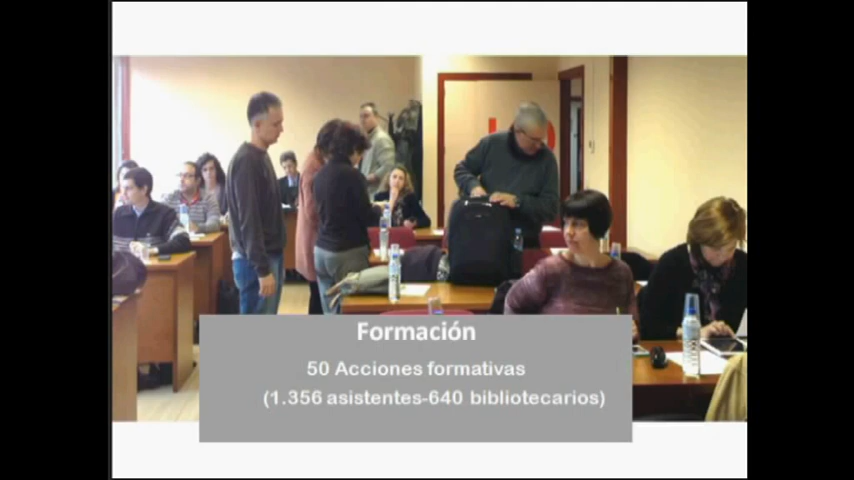 Formación
50 Acciones formativas
(1.356 asistentes-640 bibliotecarios)